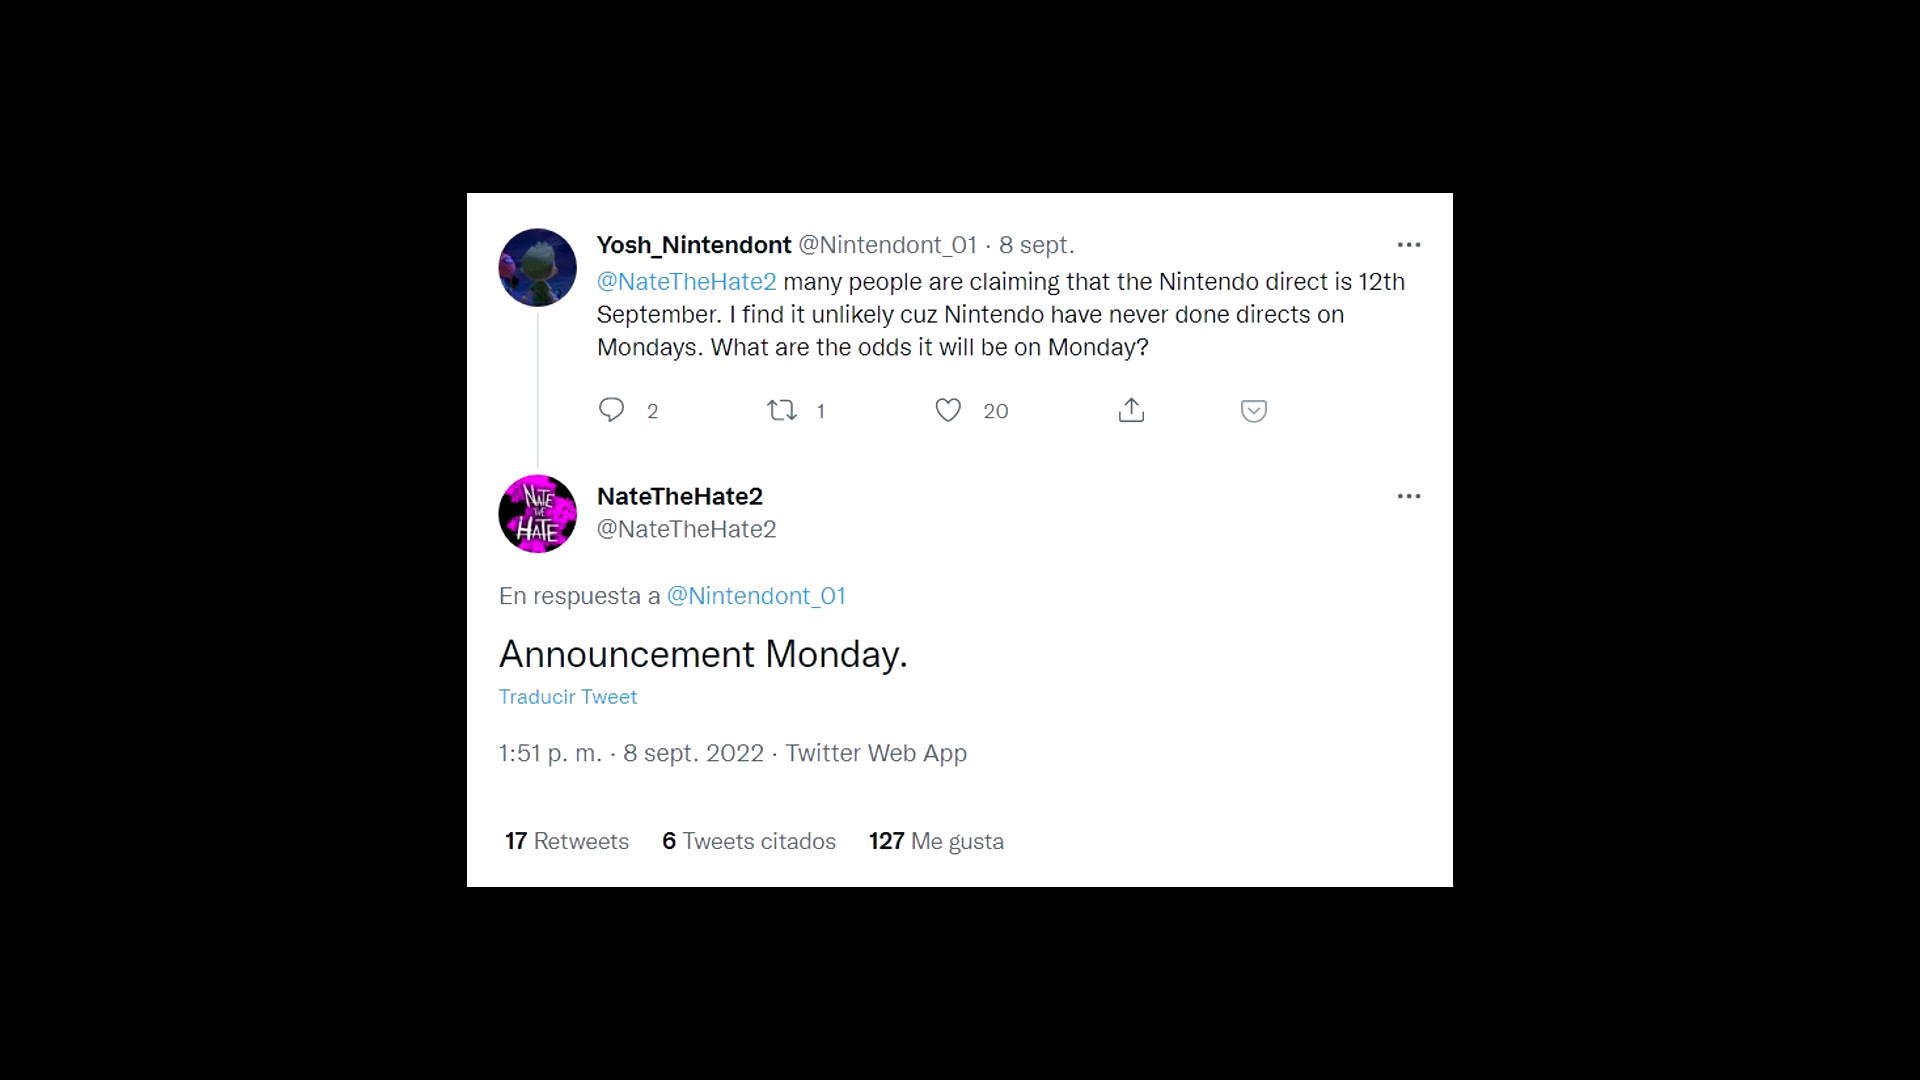 Yosh_Nintendont @Nintendont_01 · 8 sept.
@NateTheHate2 many people are claiming that the Nintendo direct is 12th
September. I find it unlikely cuz Nintendo have never done directs on
Mondays. What are the odds it will be on Monday?
2 1 20
NATE
THE
HATE
NateTheHate2
@NateTheHate2
En respuesta a @Nintendont_01
Announcement Monday.
Traducir Tweet
1:51 p. m. · 8 sept. 2022 · Twitter Web App
17 Retweets 6 Tweets citados 127 Me gusta